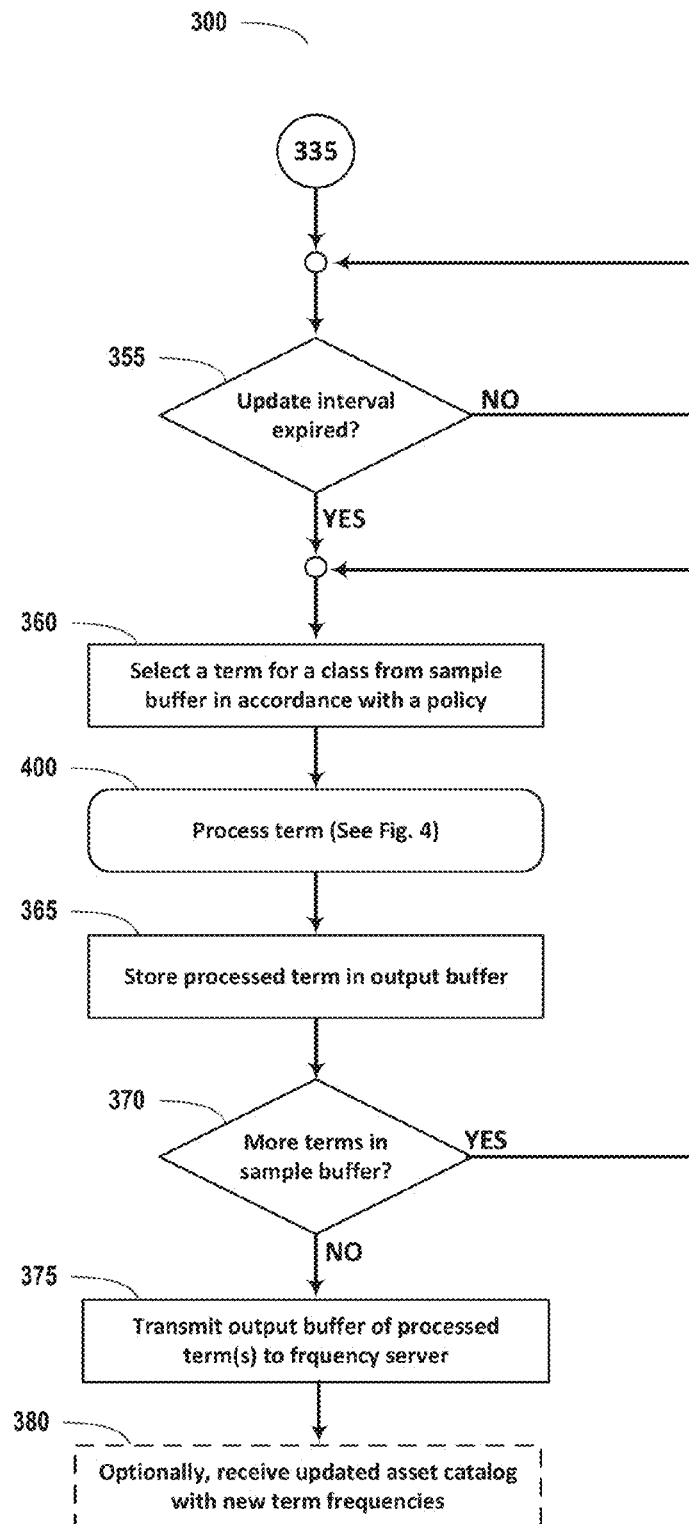 300
335
355
Update interval
expired?
NO
YES
360
Select a term for a class from sample
buffer in accordance with a policy
400
Process term (See Fig. 4)
365
Store processed term in output buffer
370
More terms in
sample buffer?
YES
NO
375
Transmit output buffer of processed
term(s) to frquency server
380
Optionally, receive updated asset catalog
with new term frequencies